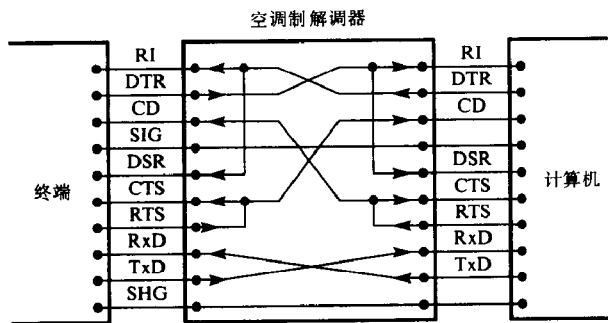 空调制解调器
终端
RI
DTR
CD
SIG
DSR
CTS
RTS
RxD
TxD
SHG
RI
DTR
CD
DSR
CTS
RTS
RxD
TxD
计算机